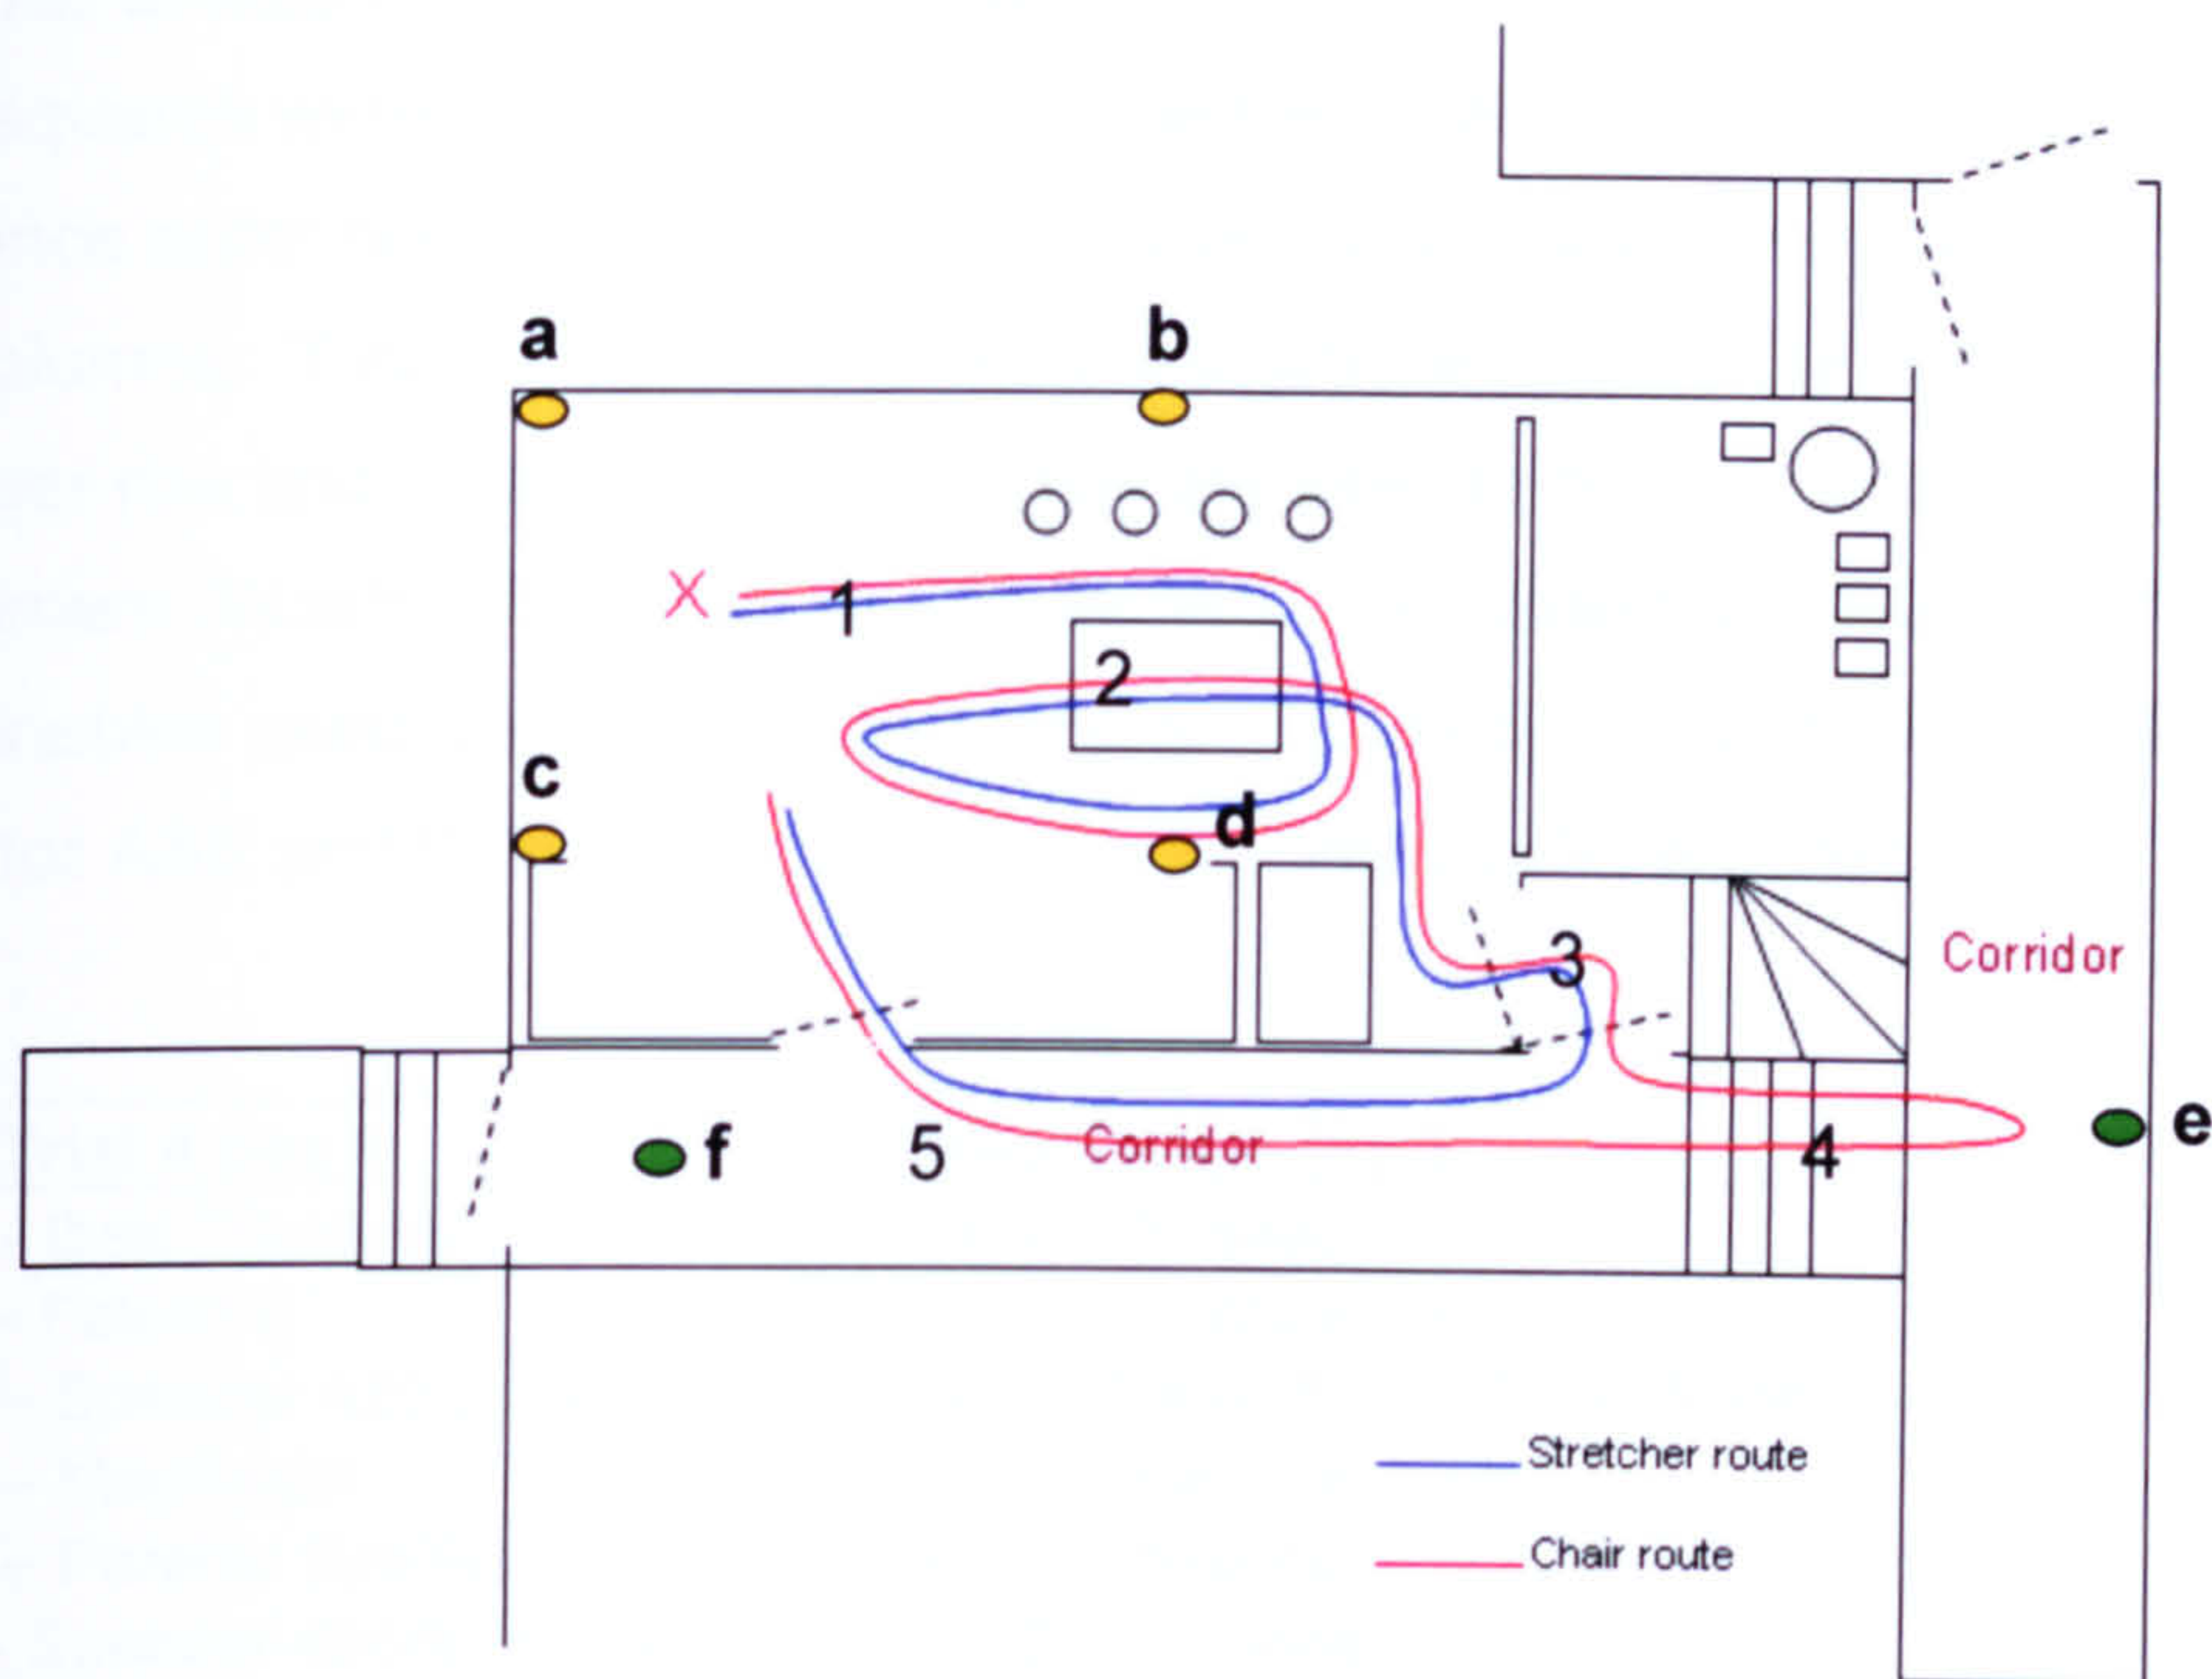 a
b
X
1
2
c
d
3
Corridor
4
e
f
5
Corridor
Stretcher route
Chair route